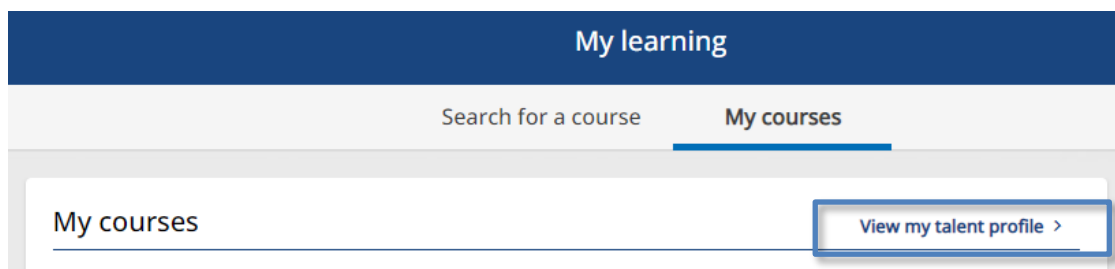 My learning
Search for a course
My courses
My courses
View my talent profile >